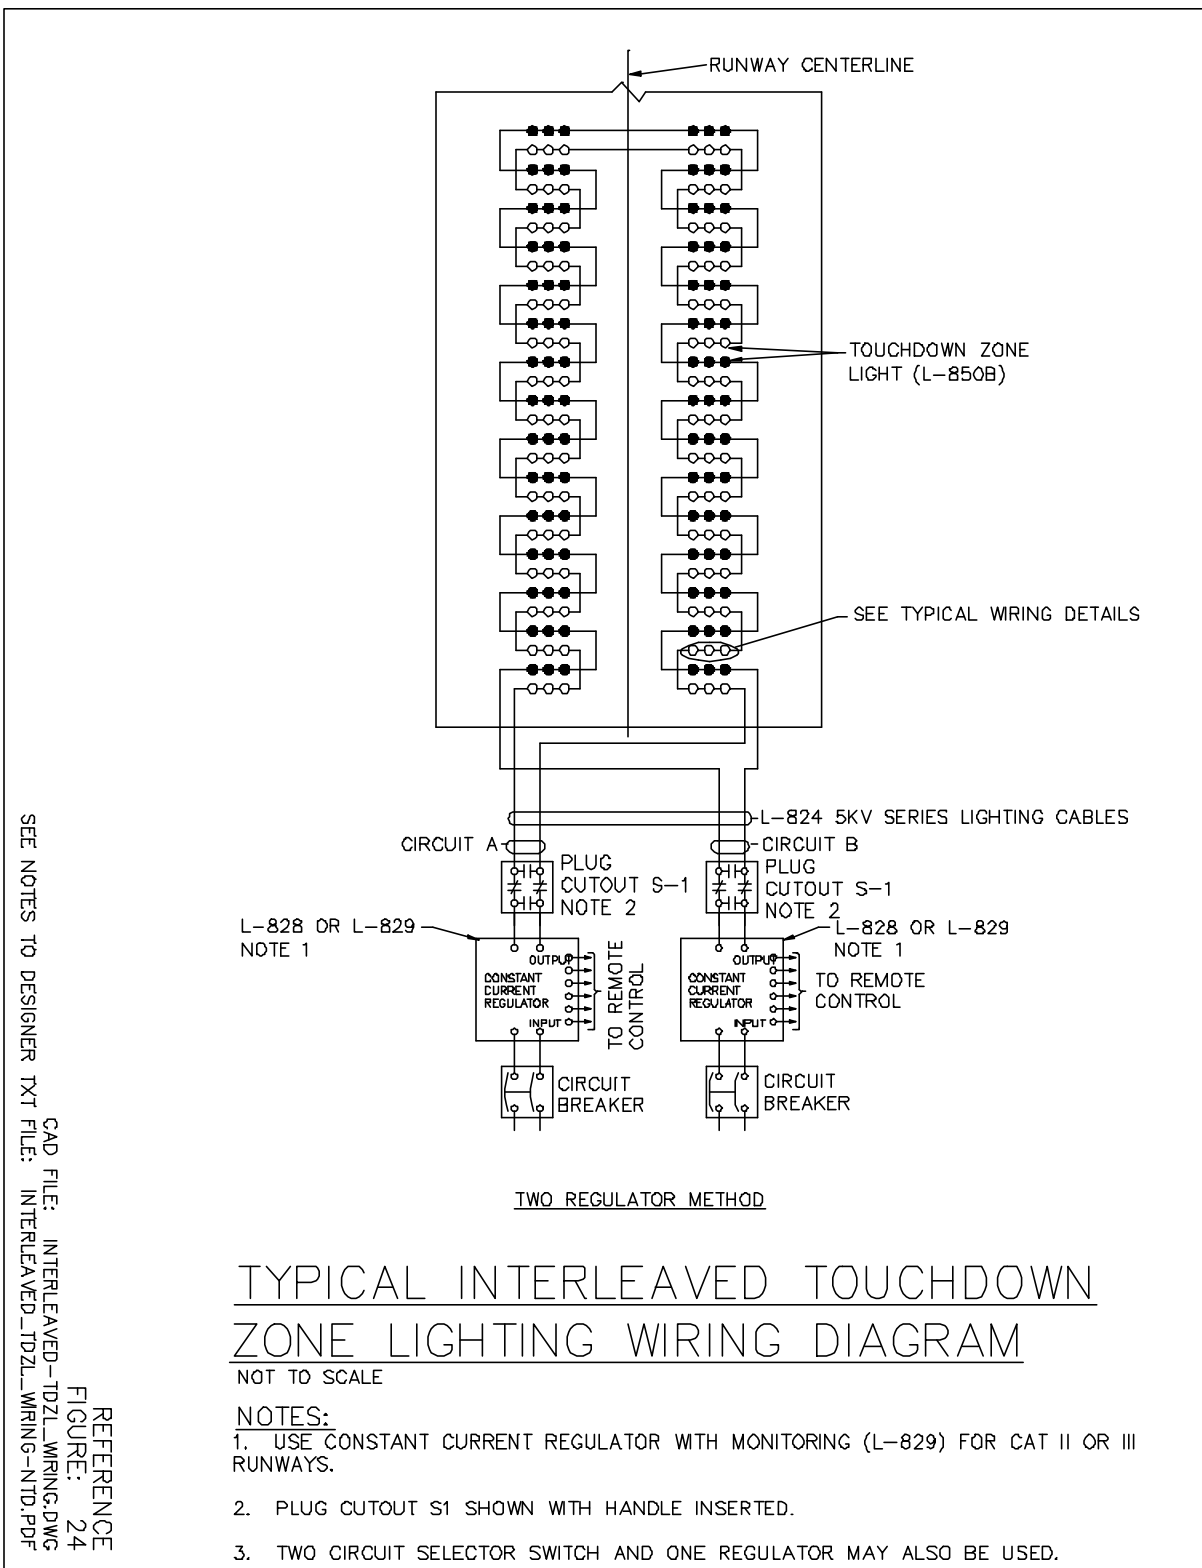 RUNWAY CENTERLINE
TOUCHDOWN ZONE
LIGHT (L-850B)
SEE TYPICAL WIRING DETAILS
L-824 5KV SERIES LIGHTING CABLES
CIRCUIT A
CIRCUIT B
PLUG
CUTOUT S-1
NOTE 2
PLUG
CUTOUT S-1
NOTE 2
L-828 OR L-829
NOTE 1
L-828 OR L-829
NOTE 1
OUTPUT
CONSTANT
CURRENT
REGULATOR
INPUT
TO REMOTE
CONTROL
OUTPUT
CONSTANT
CURRENT
REGULATOR
INPUT
TO REMOTE
CONTROL
CIRCUIT
BREAKER
CIRCUIT
BREAKER
TWO REGULATOR METHOD
TYPICAL INTERLEAVED TOUCHDOWN
ZONE LIGHTING WIRING DIAGRAM
NOT TO SCALE
NOTES:
1. USE CONSTANT CURRENT REGULATOR WITH MONITORING (L-829) FOR CAT II OR III
RUNWAYS.
2. PLUG CUTOUT S1 SHOWN WITH HANDLE INSERTED.
3. TWO CIRCUIT SELECTOR SWITCH AND ONE REGULATOR MAY ALSO BE USED.
REFERENCE
FIGURE: 24
CAD FILE: INTERLEAVED-TDZL_WIRING.DWG
SEE NOTES TO DESIGNER TXT FILE: INTERLEAVED_TDZL_WIRING-NTD.PDF